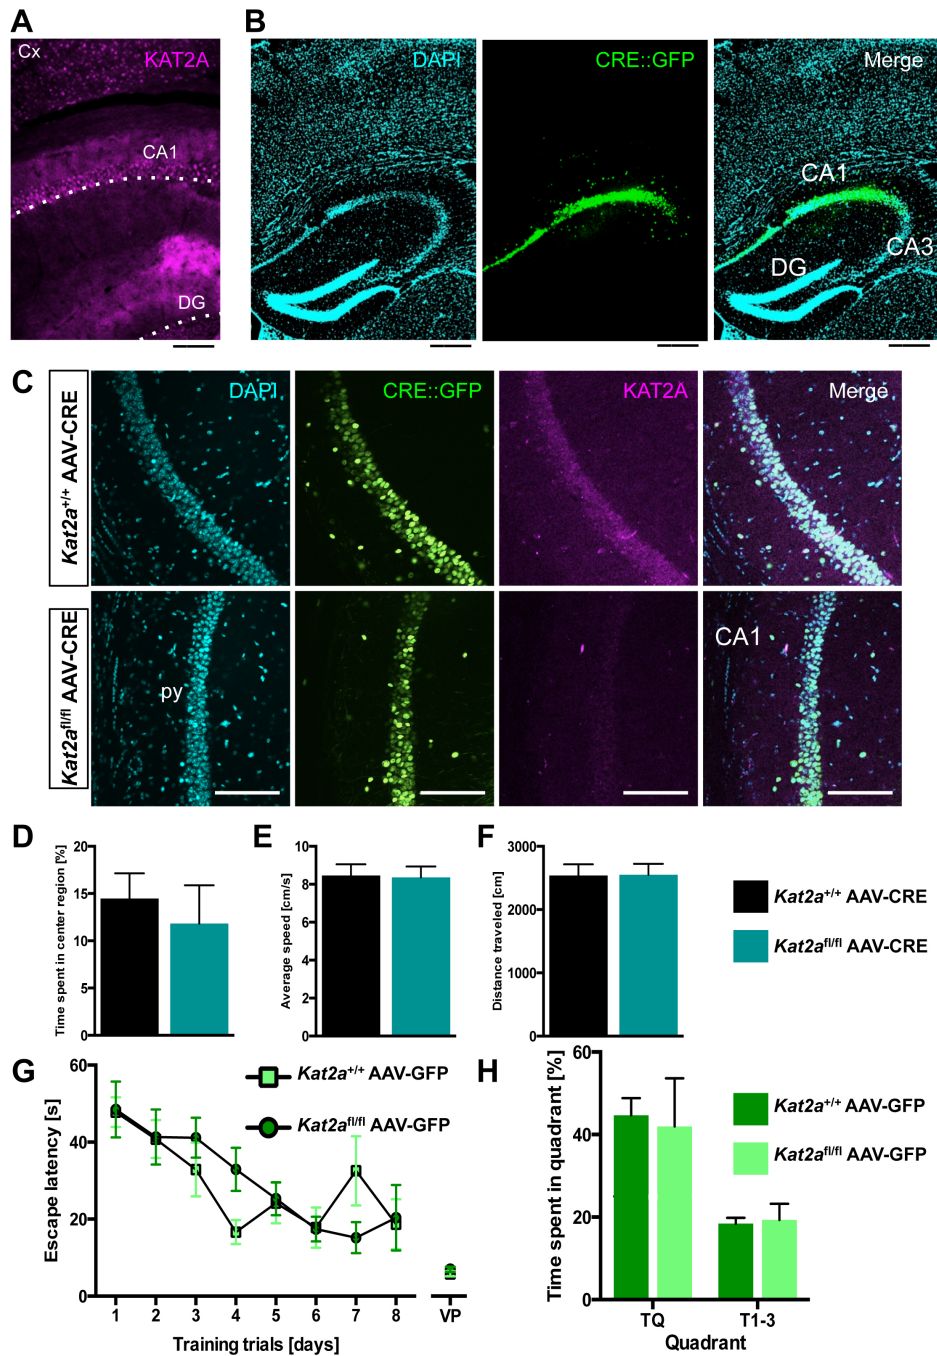 A
Cx
KAT2A
CA1
DG
B
DAPI
CRE::GFP
Merge
CA1
CA3
DG
C
DAPI
CRE::GFP
KAT2A
Merge
Kat2a+/+ AAV-CRE
Kat2afl/fl AAV-CRE
py
CA1
D
Time spent in center region [%]
20
15
10
5
0
E
Average speed [cm/s]
10
8
6
4
2
0
F
Distance traveled [cm]
3000
2000
1000
0
Kat2a+/+ AAV-CRE
Kat2afl/fl AAV-CRE
G
Escape latency [s]
60
40
20
0
Kat2a+/+ AAV-GFP
Kat2afl/fl AAV-GFP
1 2 3 4 5 6 7 8 VP
Training trials [days]
H
Time spent in quadrant [%]
60
40
20
0
Kat2a+/+ AAV-GFP
Kat2afl/fl AAV-GFP
TQ T1-3
Quadrant